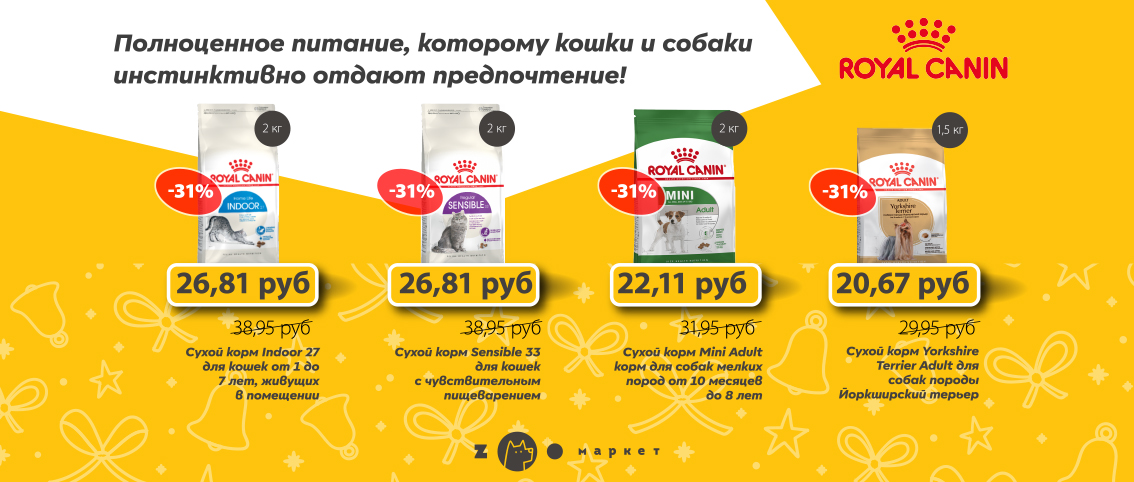 Полноценное питание, которому кошки и собаки
инстинктивно отдают предпочтение!
ROYAL CANIN
2 кг
-31%
ROYAL CANIN
INDOOR
26,81 руб
38,95 руб
Сухой корм Indoor 27
для кошек от 1 до
7 лет, живущих
в помещении
2 кг
-31%
ROYAL CANIN
SENSIBLE
26,81 руб
38,95 руб
Сухой корм Sensible 33
для кошек
с чувствительным
пищеварением
2 кг
-31%
ROYAL CANIN
MINI
Adult
22,11 руб
31,95 руб
Сухой корм Mini Adult
корм для собак мелких
пород от 10 месяцев
до 8 лет
1,5 кг
-31%
ROYAL CANIN
ADULT
Yorkshire
Terrier
20,67 руб
29,95 руб
Сухой корм Yorkshire
Terrier Adult для
собак породы
Йоркширский терьер
маркет